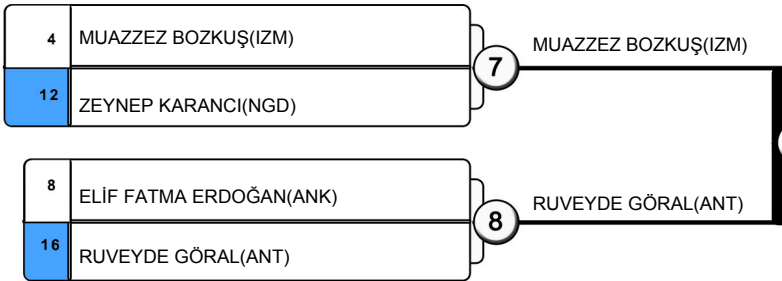 4 MUAZZEZ BOZKUŞ(IZM)
7 MUAZZEZ BOZKUŞ(IZM)
12 ZEYNEP KARANCI(NGD)
8 ELİF FATMA ERDOĞAN(ANK)
8 RUVEYDE GÖRAL(ANT)
16 RUVEYDE GÖRAL(ANT)